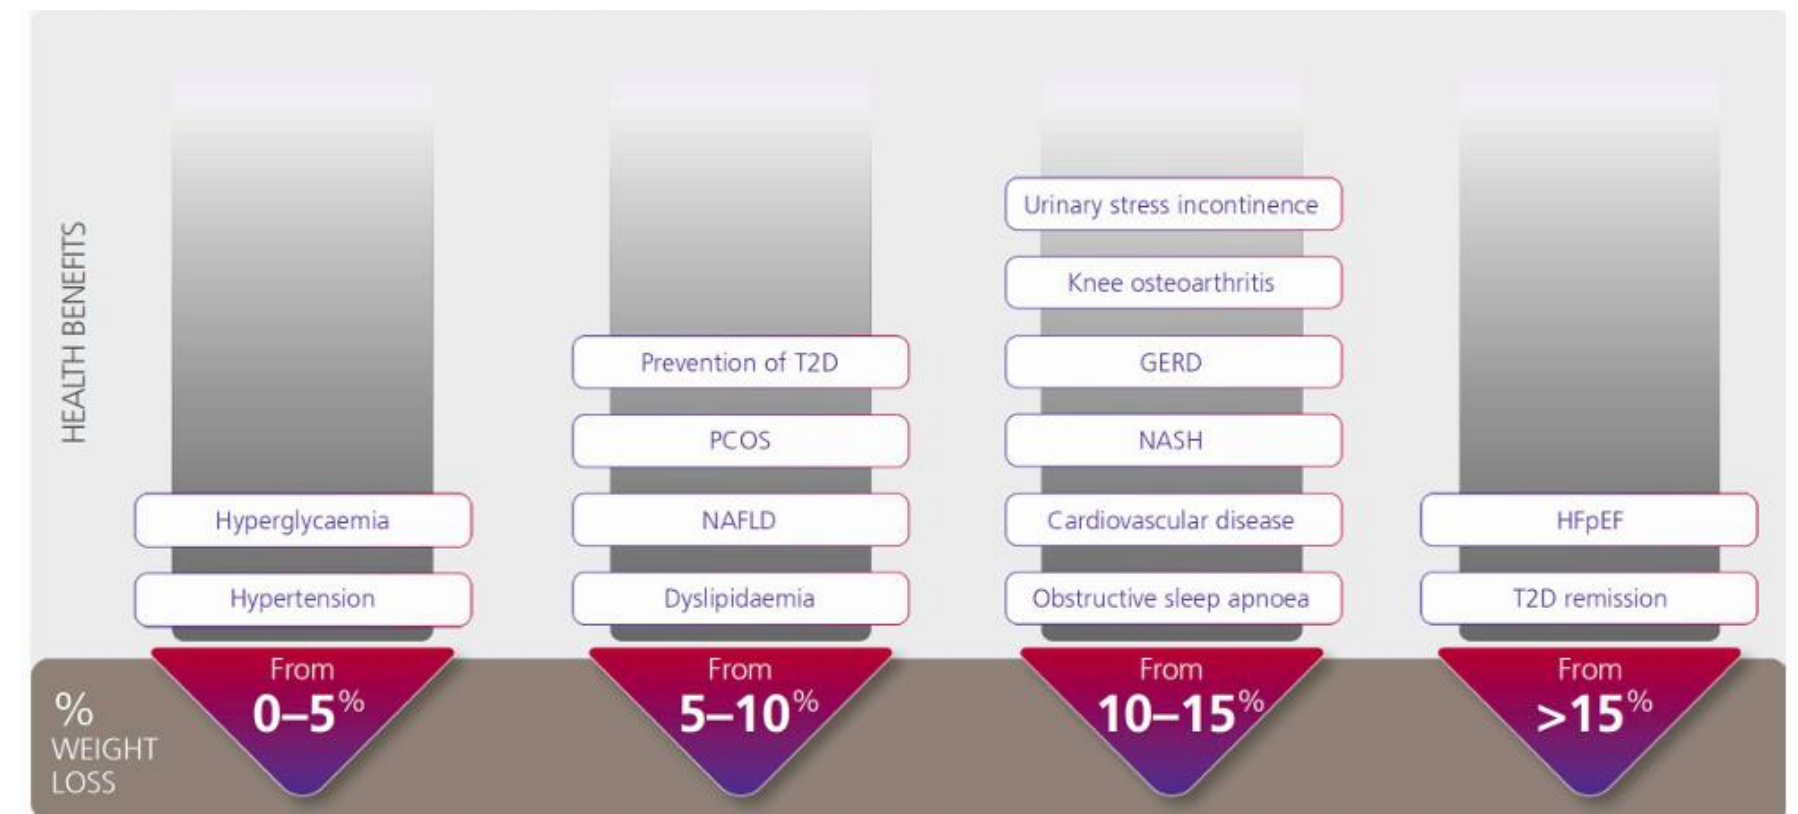 HEALTH BENEFITS
Hyperglycaemia
Hypertension
Prevention of T2D
PCOS
NAFLD
Dyslipidaemia
Urinary stress incontinence
Knee osteoarthritis
GERD
NASH
Cardiovascular disease
Obstructive sleep apnoea
HFpEF
T2D remission
%
WEIGHT
LOSS
From
0–5%
From
5–10%
From
10–15%
From
>15%